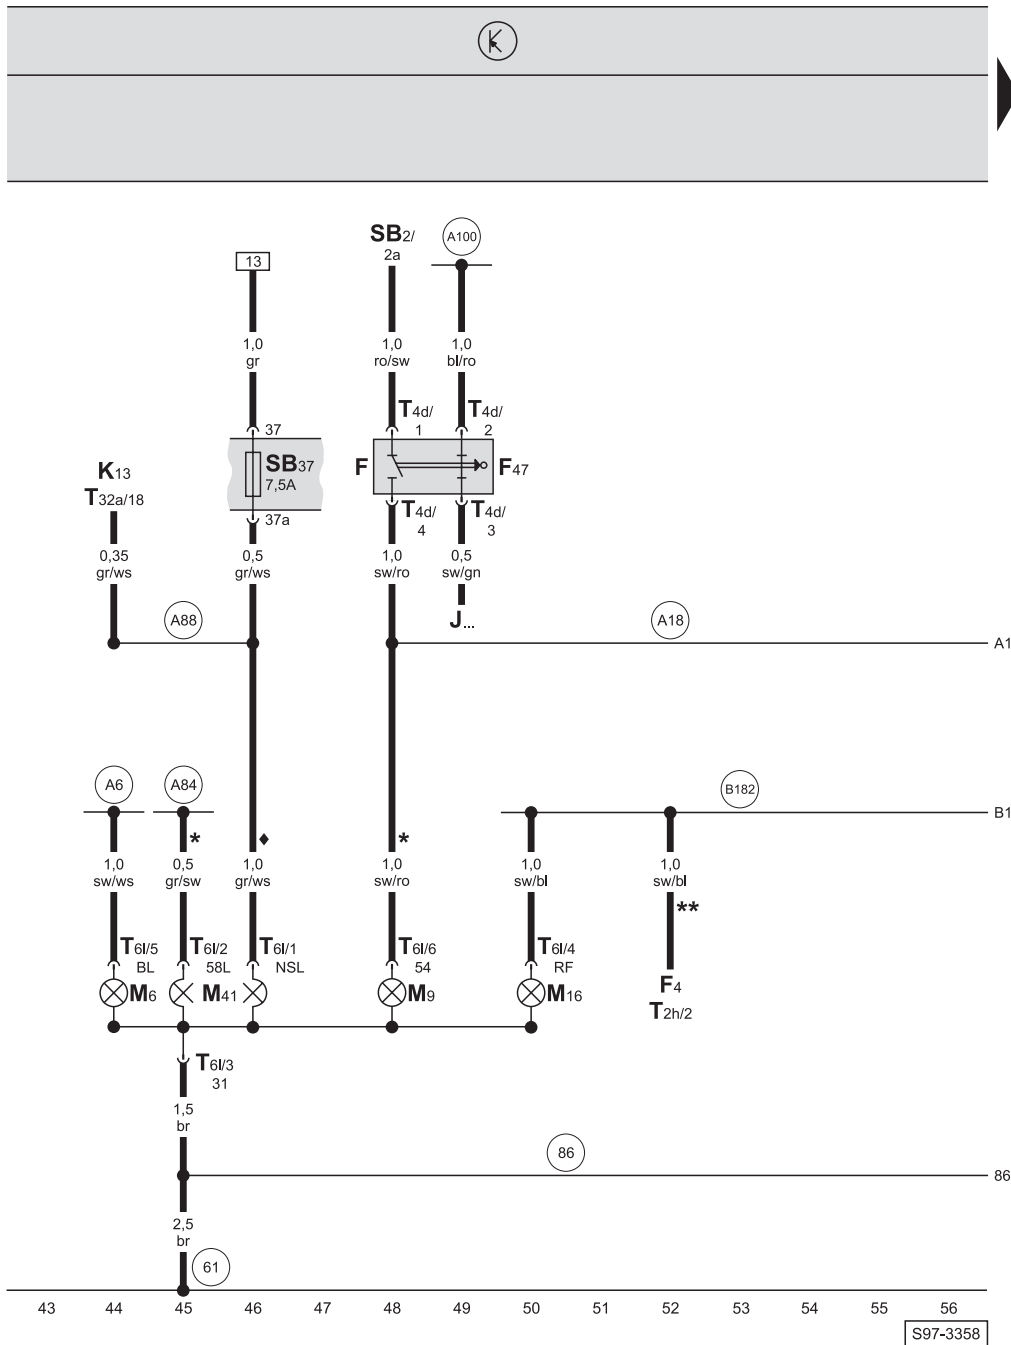 SB2/
2a
A100
13
1,0
gr
1,0
ro/sw
1,0
bl/ro
T4d/
1
T4d/
2
37
SB37
7,5A
F
F47
K13
T32a/18
37a
T4d/
4
T4d/
3
0,35
gr/ws
0,5
gr/ws
1,0
sw/ro
0,5
sw/gn
J...
A88
A18
A1
A6
A84
B182
B1
*
♦
*
1,0
sw/ws
0,5
gr/sw
1,0
gr/ws
1,0
sw/ro
1,0
sw/bl
1,0
sw/bl
**
T6l/5
BL
T6l/2
58L
T6l/1
NSL
T6l/6
54
T6l/4
RF
M6
M41
M9
M16
F4
T2h/2
T6l/3
31
1,5
br
86
86
2,5
br
61
43 44 45 46 47 48 49 50 51 52 53 54 55 56
S97-3358